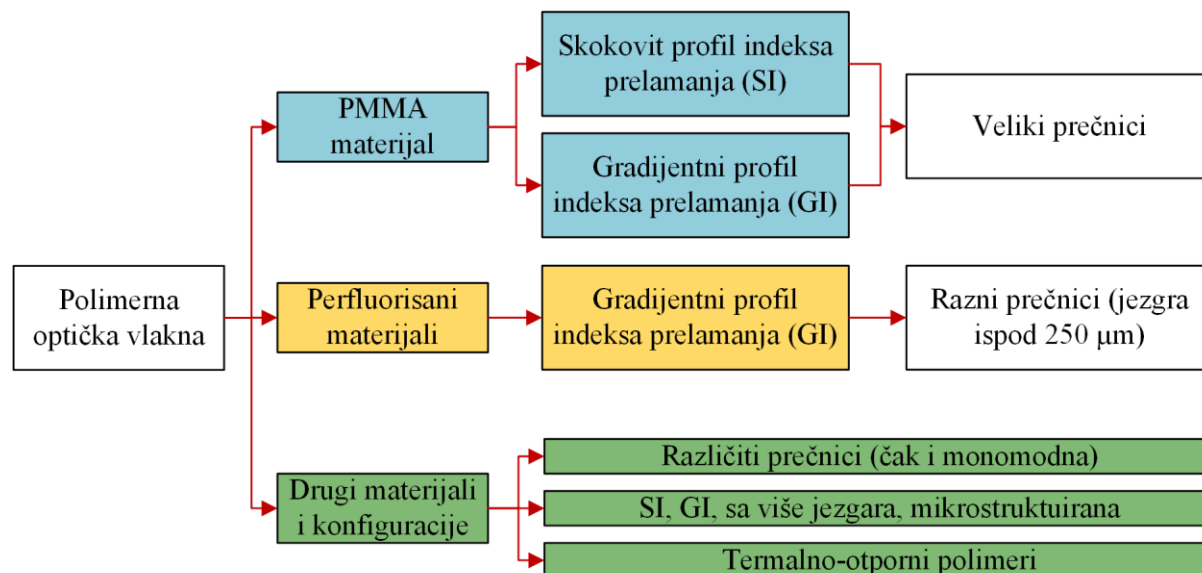 Polimerna
optička vlakna
PMMA
materijal
Skokovit profil indeksa
prelamanja (SI)
Gradijentni profil
indeksa prelamanja (GI)
Veliki prečnici
Perfluorisani
materijali
Gradijentni profil
indeksa prelamanja (GI)
Razni prečnici (jezgra
ispod 250 μm)
Drugi materijali
i konfiguracije
Različiti prečnici (čak i monomodna)
SI, GI, sa više jezgara, mikrostruktuirana
Termalno-otporni polimeri